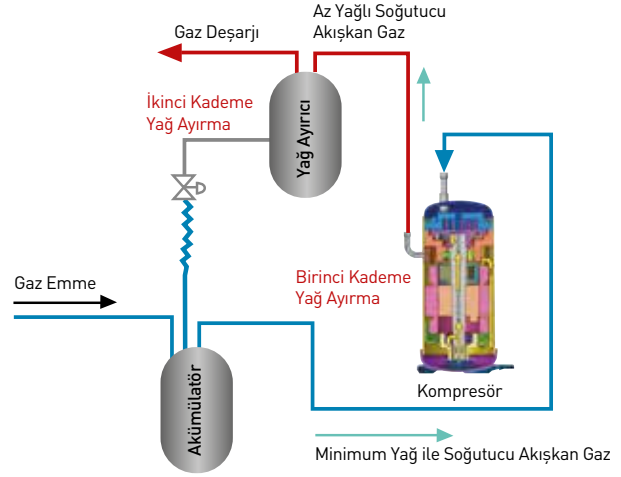 Az Yağlı Soğutucu
Akışkan Gaz
Gaz Deşarjı
İkinci Kademe
Yağ Ayırma
Yağ Ayırıcı
Birinci Kademe
Yağ Ayırma
Gaz Emme
Kompresör
Akümülatör
Minimum Yağ ile Soğutucu Akışkan Gaz